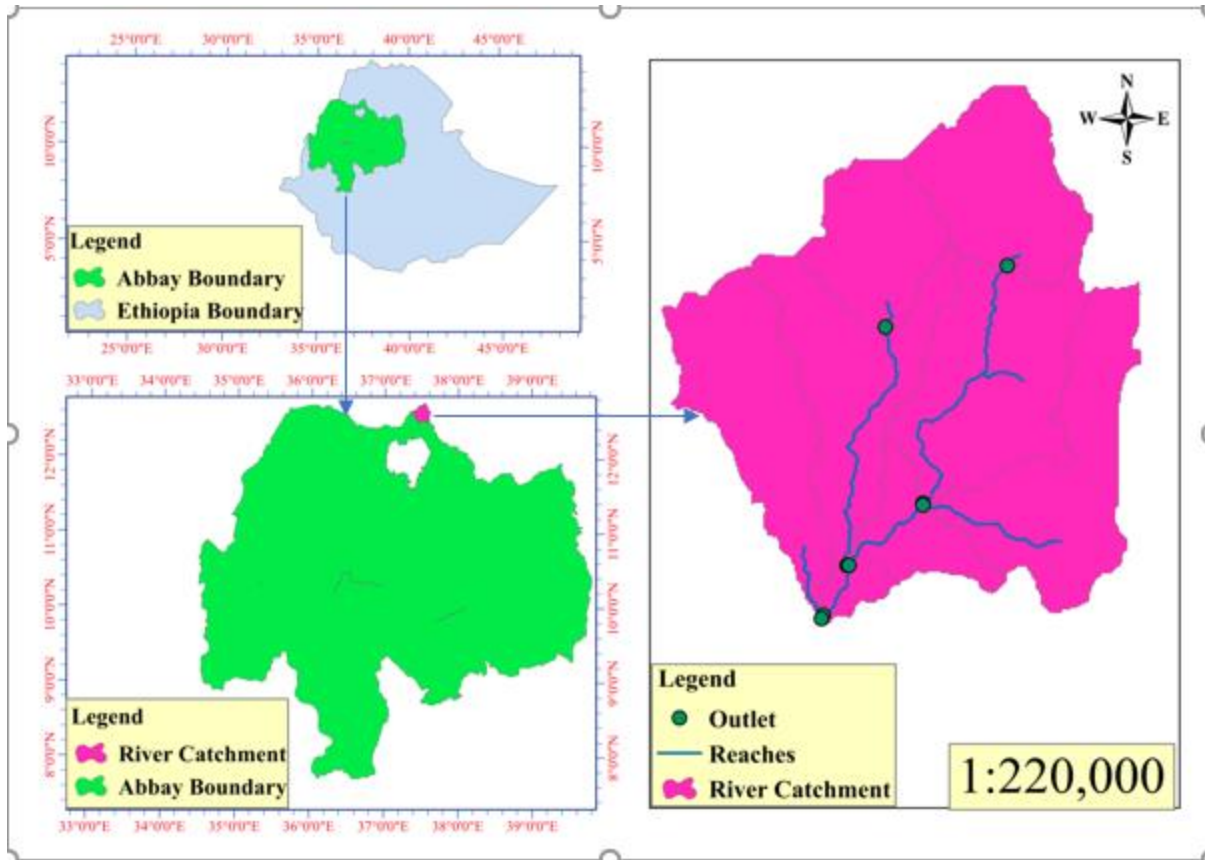 25°0'0"E 30°0'0"E 35°0'0"E 40°0'0"E 45°0'0"E
10°0'0"N
5°0'0"N
10°0'0"N
5°0'0"N
Legend
Abbay Boundary
Ethiopia Boundary
25°0'0"E 30°0'0"E 35°0'0"E 40°0'0"E 45°0'0"E
33°0'0"E 34°0'0"E 35°0'0"E 36°0'0"E 37°0'0"E 38°0'0"E 39°0'0"E
12°0'0"N
11°0'0"N
10°0'0"N
9°0'0"N
8°0'0"N
12°0'0"N
11°0'0"N
10°0'0"N
9°0'0"N
8°0'0"N
Legend
River Catchment
Abbay Boundary
33°0'0"E 34°0'0"E 35°0'0"E 36°0'0"E 37°0'0"E 38°0'0"E 39°0'0"E
N
W E
S
Legend
Outlet
Reaches
River Catchment
1:220,000